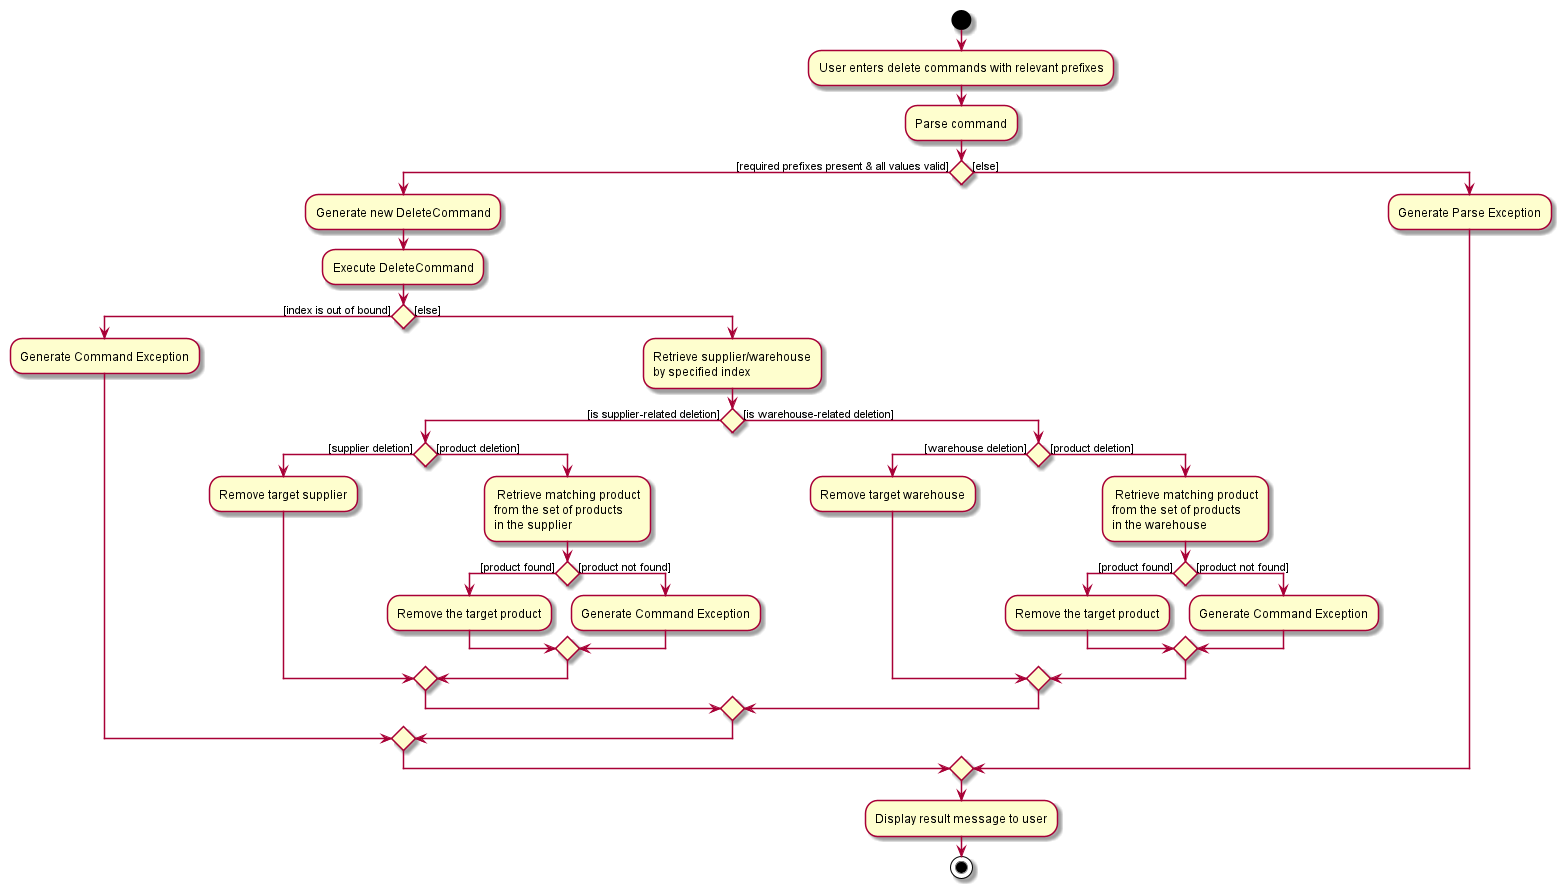 User enters delete commands with relevant prefixes
Parse command
[required prefixes present & all values valid]
[else]
Generate new DeleteCommand
Generate Parse Exception
Execute DeleteCommand
[index is out of bound]
[else]
Generate Command Exception
Retrieve supplier/warehouse
by specified index
[is supplier-related deletion]
[is warehouse-related deletion]
[supplier deletion]
[product deletion]
[warehouse deletion]
[product deletion]
Remove target supplier
Retrieve matching product
from the set of products
in the supplier
Remove target warehouse
Retrieve matching product
from the set of products
in the warehouse
[product found]
[product not found]
[product found]
[product not found]
Remove the target product
Generate Command Exception
Remove the target product
Generate Command Exception
Display result message to user